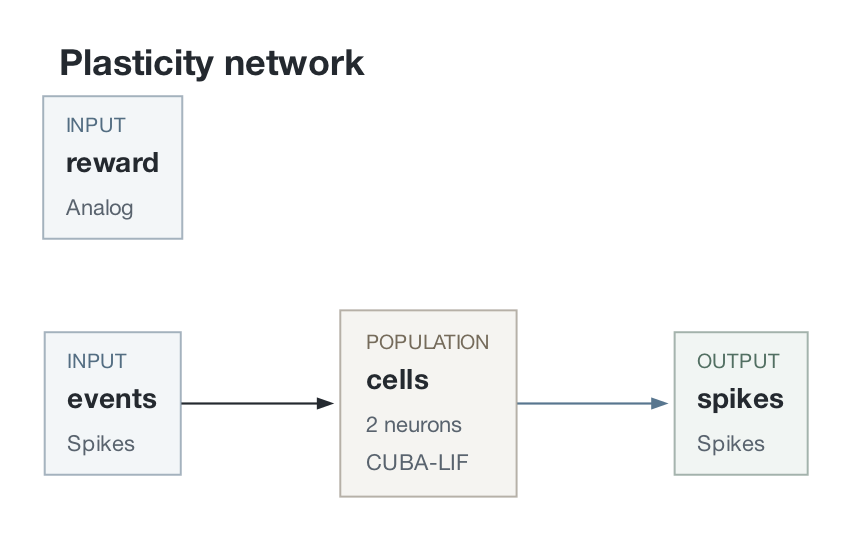 Plasticity network
INPUT
reward
Analog
INPUT
events
Spikes
POPULATION
cells
2 neurons
CUBA-LIF
OUTPUT
spikes
Spikes